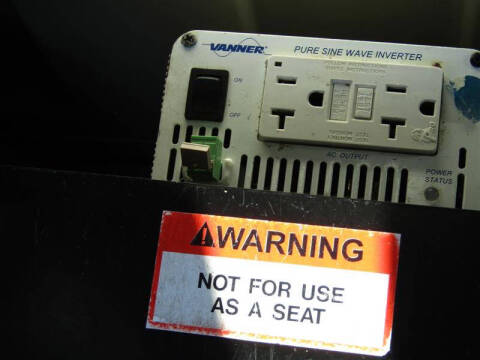 VANNER PURE SINE WAVE INVERTER
ON
OFF
AC OUTPUT
POWER
STATUS
WARNING
NOT FOR USE
AS A SEAT